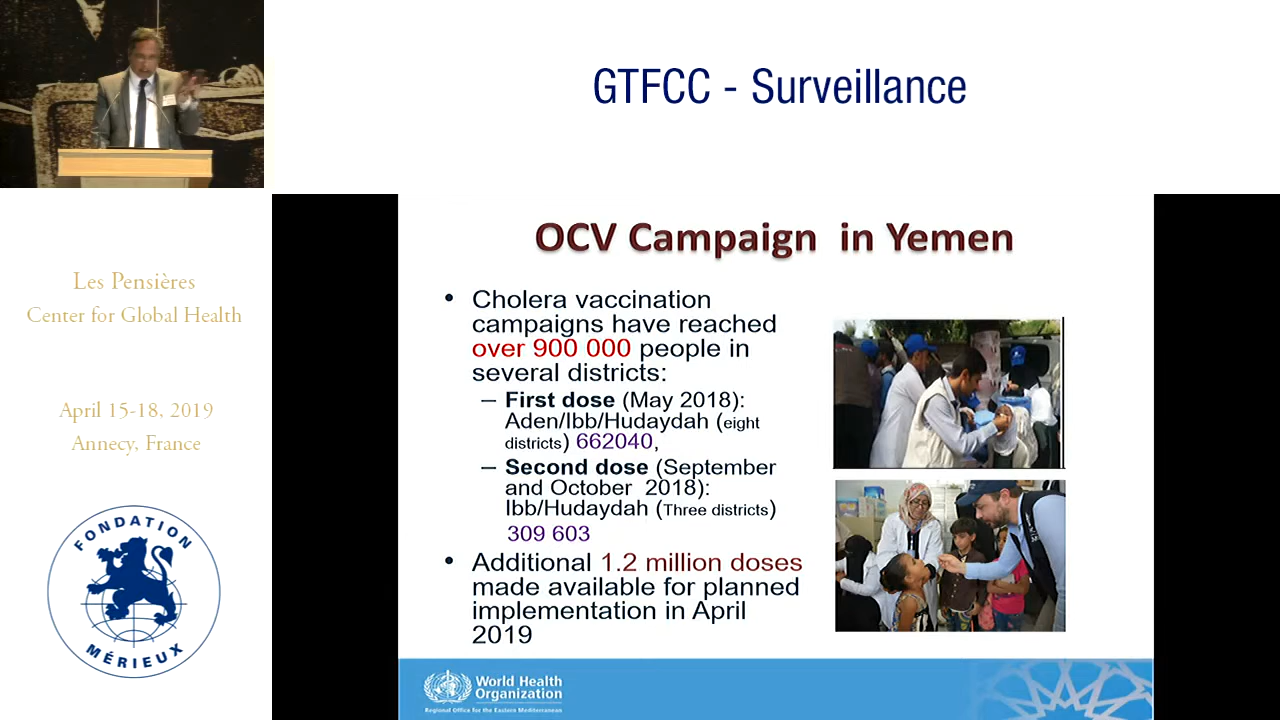 GTFCC - Surveillance
Les Pensières
Center for Global Health
April 15-18, 2019
Annecy, France
FONDATION
MÉRIEUX
OCV Campaign in Yemen
• Cholera vaccination
campaigns have reached
over 900 000 people in
several districts:
– First dose (May 2018):
Aden/Ibb/Hudaydah (eight
districts) 662040,
– Second dose (September
and October 2018):
Ibb/Hudaydah (Three districts)
309 603
• Additional 1.2 million doses
made available for planned
implementation in April
2019
World Health
Organization
Regional Office for the Eastern Mediterranean